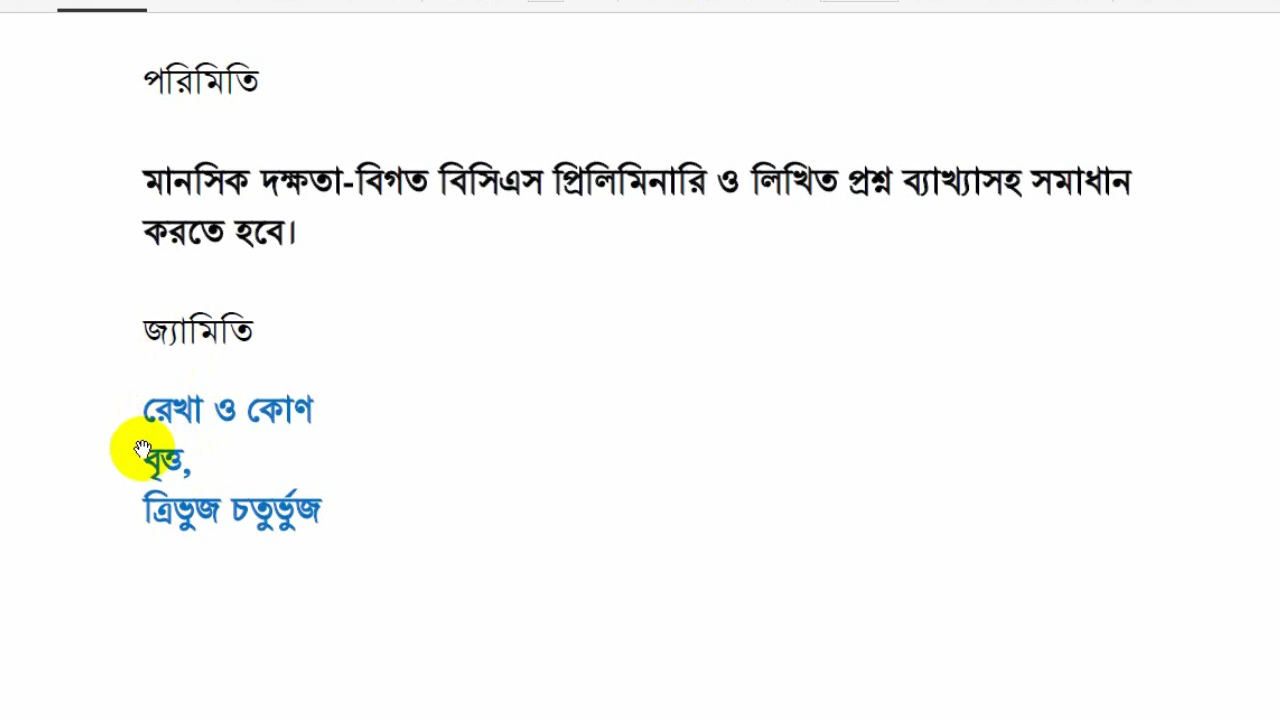 পরিমিতি
মানসিক দক্ষতা-বিগত বিসিএস প্রিলিমিনারি ও লিখিত প্রশ্ন ব্যাখ্যাসহ সমাধান
করতে হবে।
জ্যামিতি
রেখা ও কোণ
বৃত্ত,
ত্রিভুজ চতুর্ভুজ